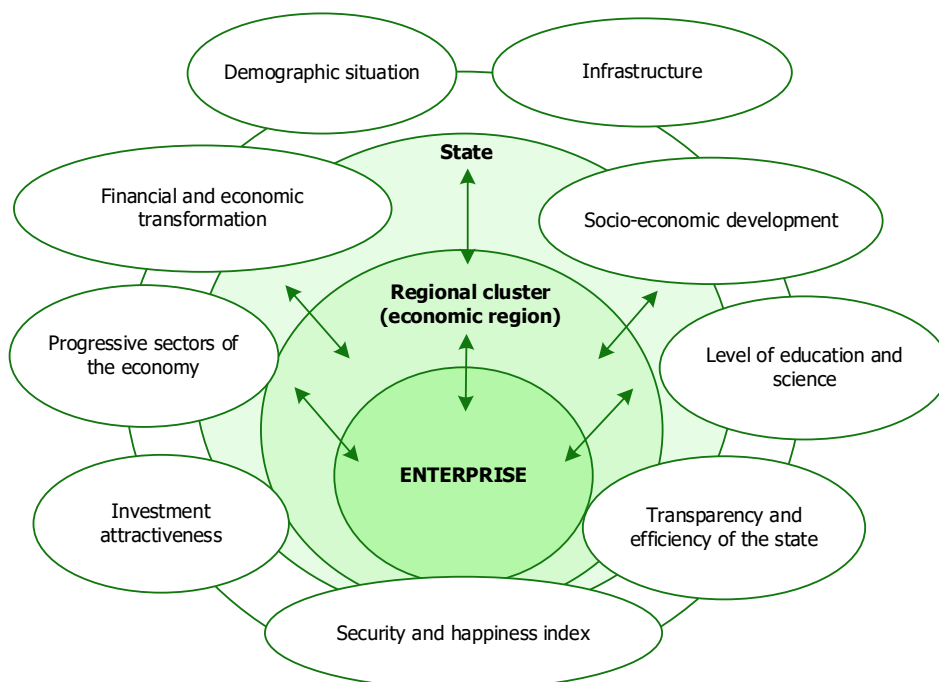 Demographic situation
Infrastructure
State
Financial and economic
transformation
Socio-economic development
Regional cluster
(economic region)
Progressive sectors of
the economy
Level of education and
science
ENTERPRISE
Investment
attractiveness
Transparency and
efficiency of the state
Security and happiness index